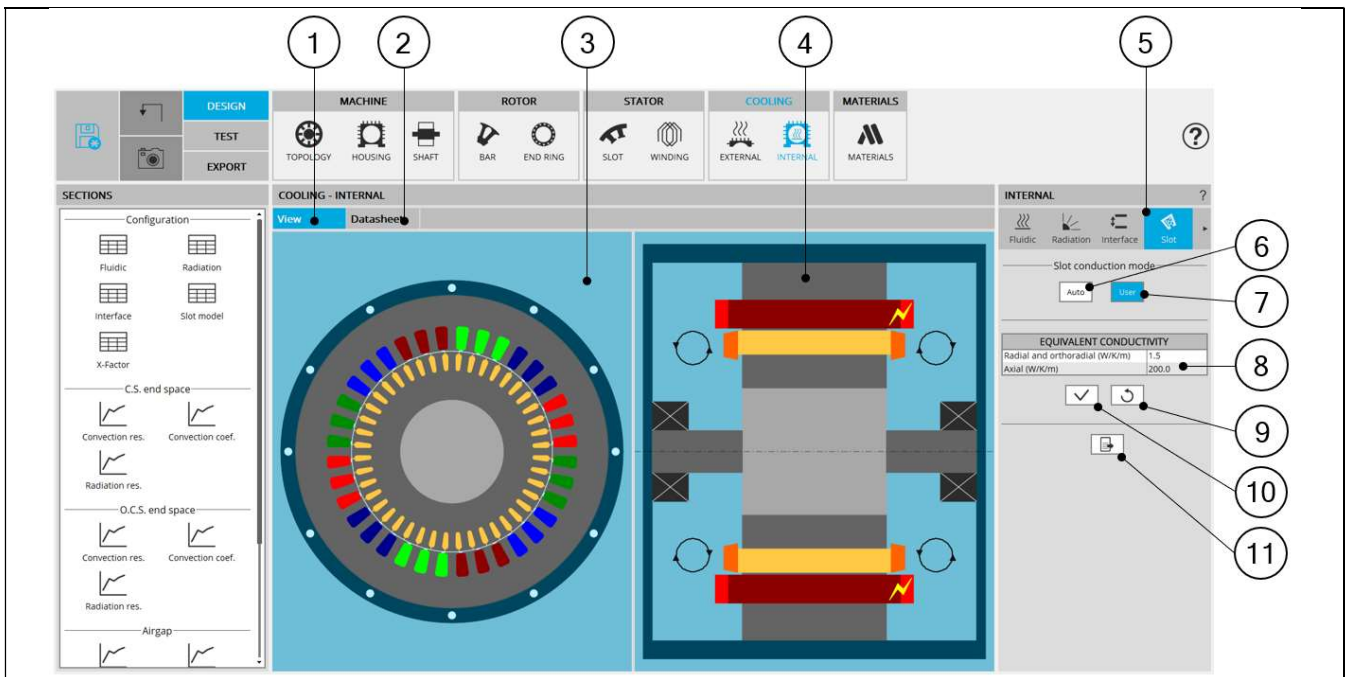 1 2 3 4 5
DESIGN MACHINE ROTOR STATOR COOLING MATERIALS
TEST
EXPORT
TOPOLOGY HOUSING SHAFT BAR END RING SLOT WINDING EXTERNAL INTERNAL MATERIALS
?
SECTIONS COOLING - INTERNAL INTERNAL ?
View Datasheet
Configuration
Fluidic Radiation
Interface Slot model
X-Factor
C.S. end space
Convection res. Convection coef.
Radiation res.
O.C.S. end space
Convection res. Convection coef.
Radiation res.
Airgap
Fluidic Radiation Interface Slot
Slot conduction mode
Auto User
EQUIVALENT CONDUCTIVITY
Radial and orthoradial (W/K/m) 1.5
Axial (W/K/m) 200.0
6
7
8
9
10
11